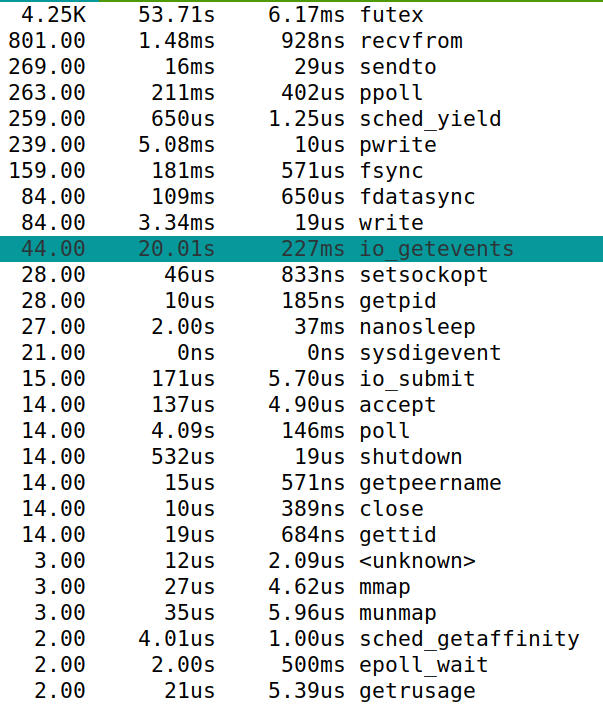 4.25K 53.71s 6.17ms futex
801.00 1.48ms 928ns recvfrom
269.00 16ms 29us sendto
263.00 211ms 402us ppoll
259.00 650us 1.25us sched_yield
239.00 5.08ms 10us pwrite
159.00 181ms 571us fsync
84.00 109ms 650us fdatasync
84.00 3.34ms 19us write
44.00 20.01s 227ms io_getevents
28.00 46us 833ns setsockopt
28.00 10us 185ns getpid
27.00 2.00s 37ms nanosleep
21.00 0ns 0ns sysdigevent
15.00 171us 5.70us io_submit
14.00 137us 4.90us accept
14.00 4.09s 146ms poll
14.00 532us 19us shutdown
14.00 15us 571ns getpeername
14.00 10us 389ns close
14.00 19us 684ns gettid
3.00 12us 2.09us <unknown>
3.00 27us 4.62us mmap
3.00 35us 5.96us munmap
2.00 4.01us 1.00us sched_getaffinity
2.00 2.00s 500ms epoll_wait
2.00 21us 5.39us getrusage